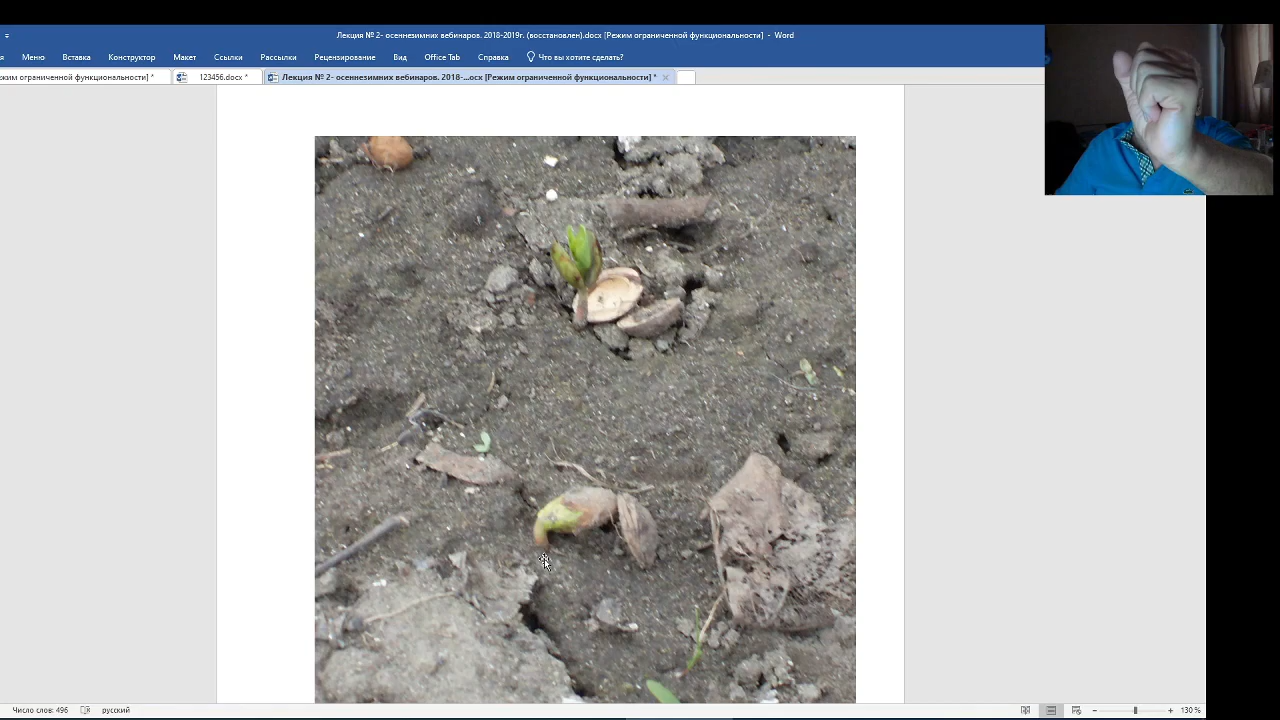 Лекция № 2- осеннезимних вебинаров. 2018-2019г. (восстановлен).docx [Режим ограниченной функциональности] - Word
Меню Вставка Конструктор Макет Ссылки Рассылки Рецензирование Вид Office Tab Справка Что вы хотите сделать?
ограниченной функциональности] * 123456.docx * Лекция № 2- осеннезимних вебинаров. 2018-...ocx [Режим ограниченной функциональности] *
Число слов: 496 русский 130 %